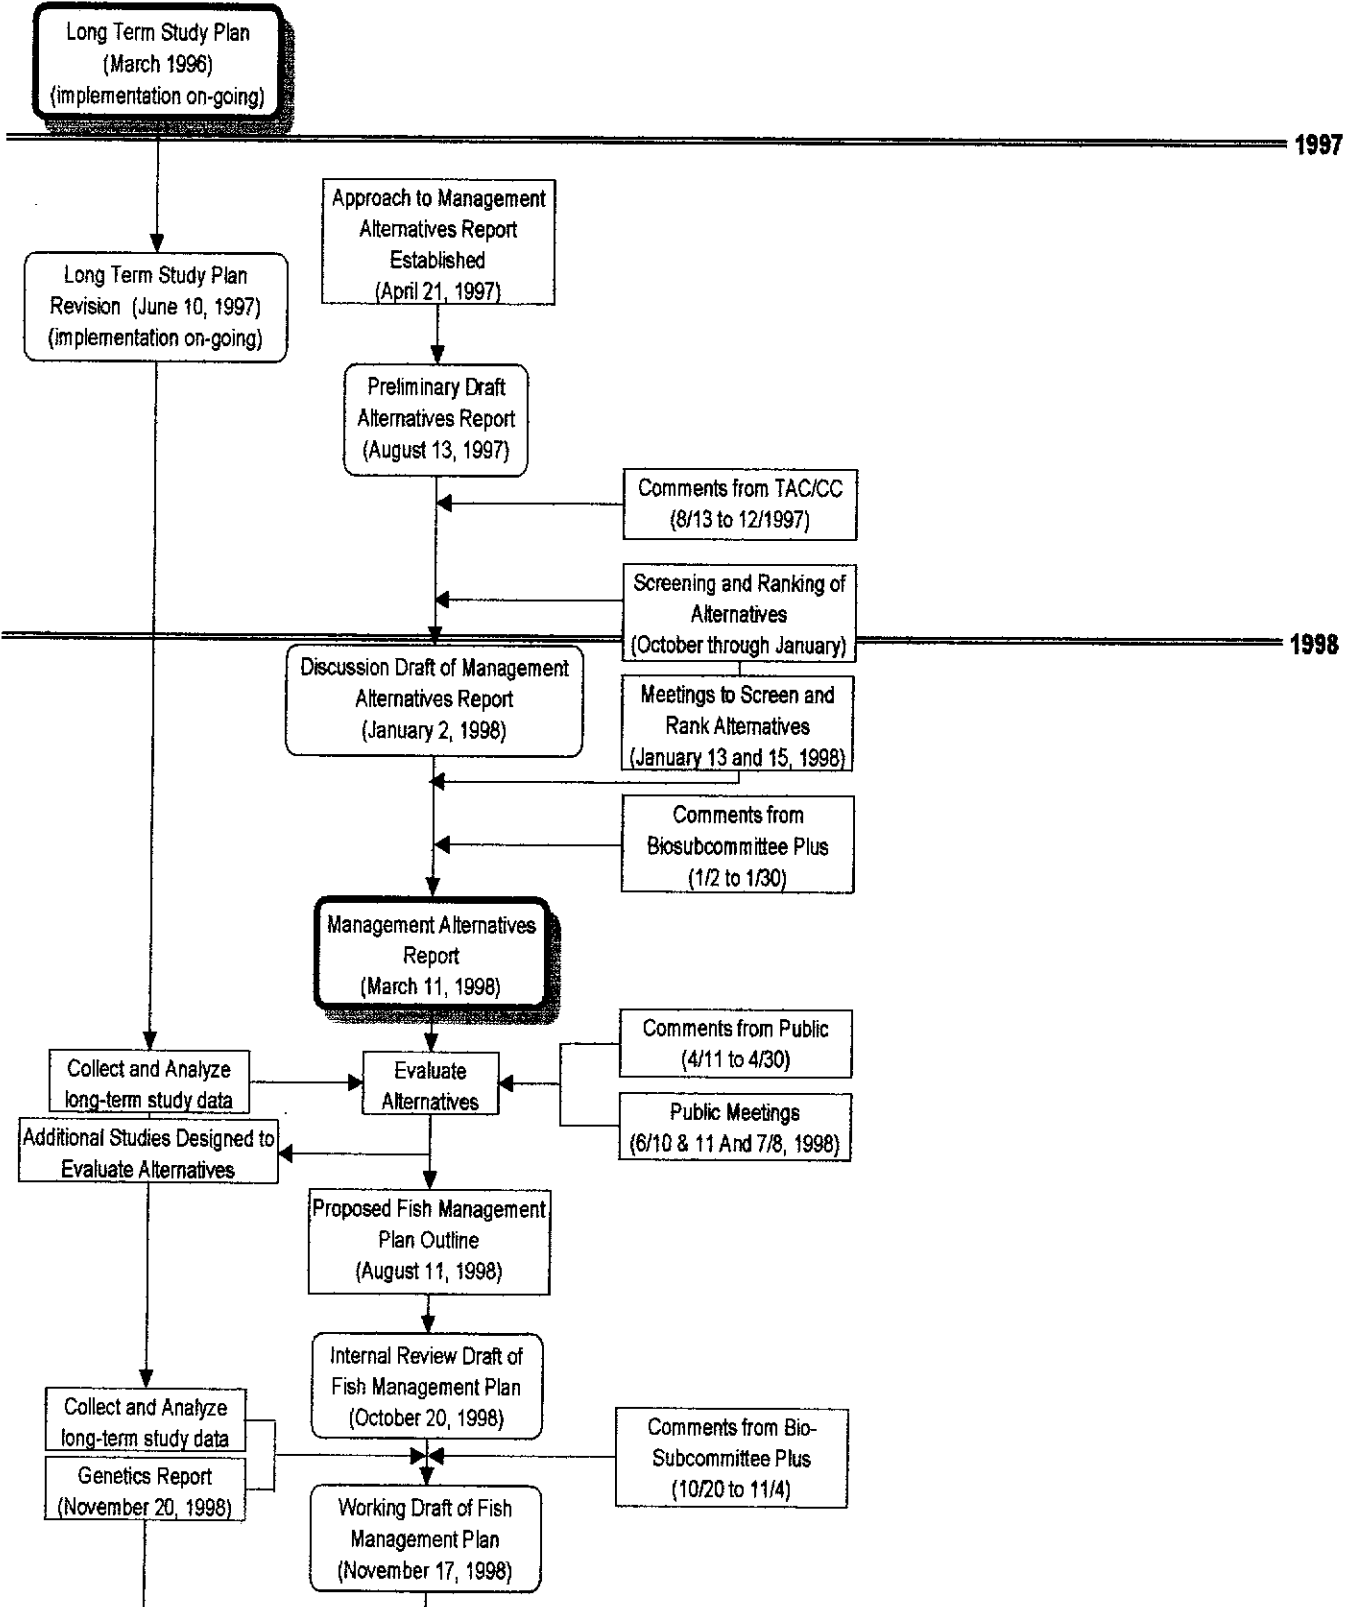 Long Term Study Plan
(March 1996)
(implementation on-going)
1997
Approach to Management
Alternatives Report
Established
(April 21, 1997)
Long Term Study Plan
Revision (June 10, 1997)
(implementation on-going)
Preliminary Draft
Alternatives Report
(August 13, 1997)
Comments from TAC/CC
(8/13 to 12/1997)
Screening and Ranking of
Alternatives
(October through January)
1998
Discussion Draft of Management
Alternatives Report
(January 2, 1998)
Meetings to Screen and
Rank Alternatives
(January 13 and 15, 1998)
Comments from
Biosubcommittee Plus
(1/2 to 1/30)
Management Alternatives
Report
(March 11, 1998)
Comments from Public
(4/11 to 4/30)
Collect and Analyze
long-term study data
Evaluate
Alternatives
Public Meetings
(6/10 & 11 And 7/8, 1998)
Additional Studies Designed to
Evaluate Alternatives
Proposed Fish Management
Plan Outline
(August 11, 1998)
Internal Review Draft of
Fish Management Plan
(October 20, 1998)
Collect and Analyze
long-term study data
Comments from Bio-
Subcommittee Plus
(10/20 to 11/4)
Genetics Report
(November 20, 1998)
Working Draft of Fish
Management Plan
(November 17, 1998)